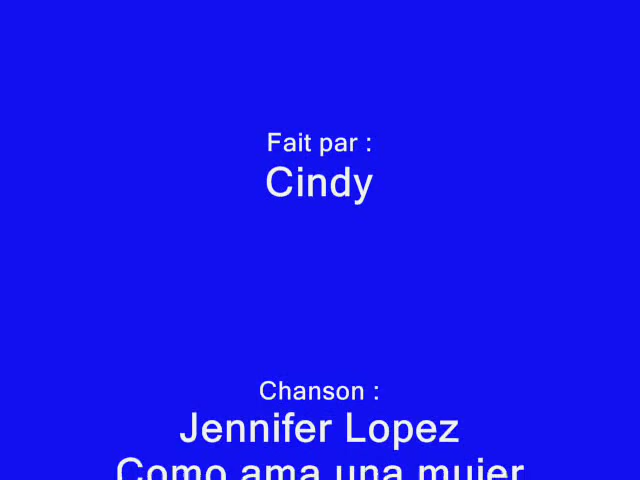 Fait par :
Cindy
Chanson :
Jennifer Lopez
Como ama una mujer